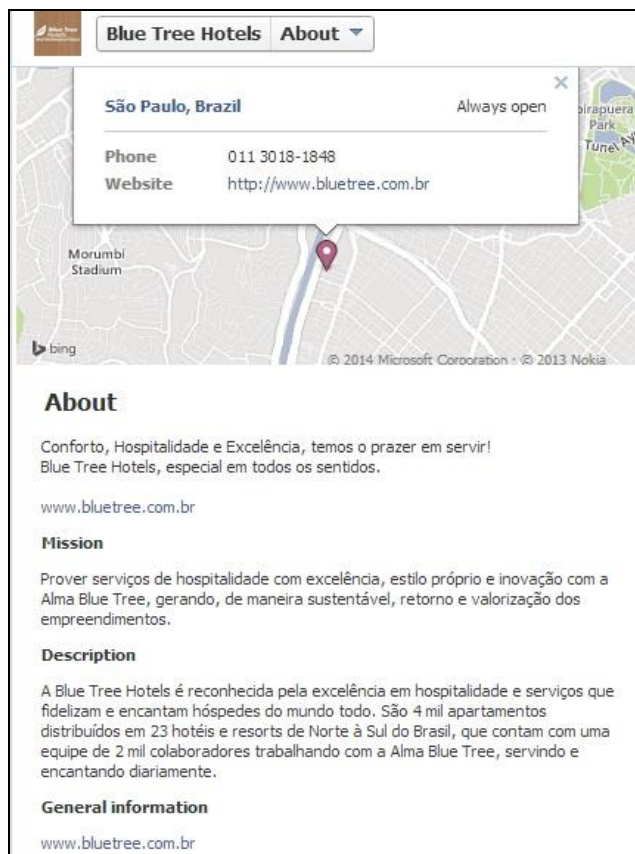 Blue Tree Hotels About
São Paulo, Brazil Always open
Phone 011 3018-1848
Website http://www.bluetree.com.br
birapuera
Park
Tunel Ay
Morumbi
Stadium
bing
© 2014 Microsoft Corporation · © 2013 Nokia
About
Conforto, Hospitalidade e Excelência, temos o prazer em servir!
Blue Tree Hotels, especial em todos os sentidos.
www.bluetree.com.br
Mission
Prover serviços de hospitalidade com excelência, estilo próprio e inovação com a
Alma Blue Tree, gerando, de maneira sustentável, retorno e valorização dos
empreendimentos.
Description
A Blue Tree Hotels é reconhecida pela excelência em hospitalidade e serviços que
fidelizam e encantam hóspedes do mundo todo. São 4 mil apartamentos
distribuídos em 23 hotéis e resorts de Norte à Sul do Brasil, que contam com uma
equipe de 2 mil colaboradores trabalhando com a Alma Blue Tree, servindo e
encantando diariamente.
General information
www.bluetree.com.br